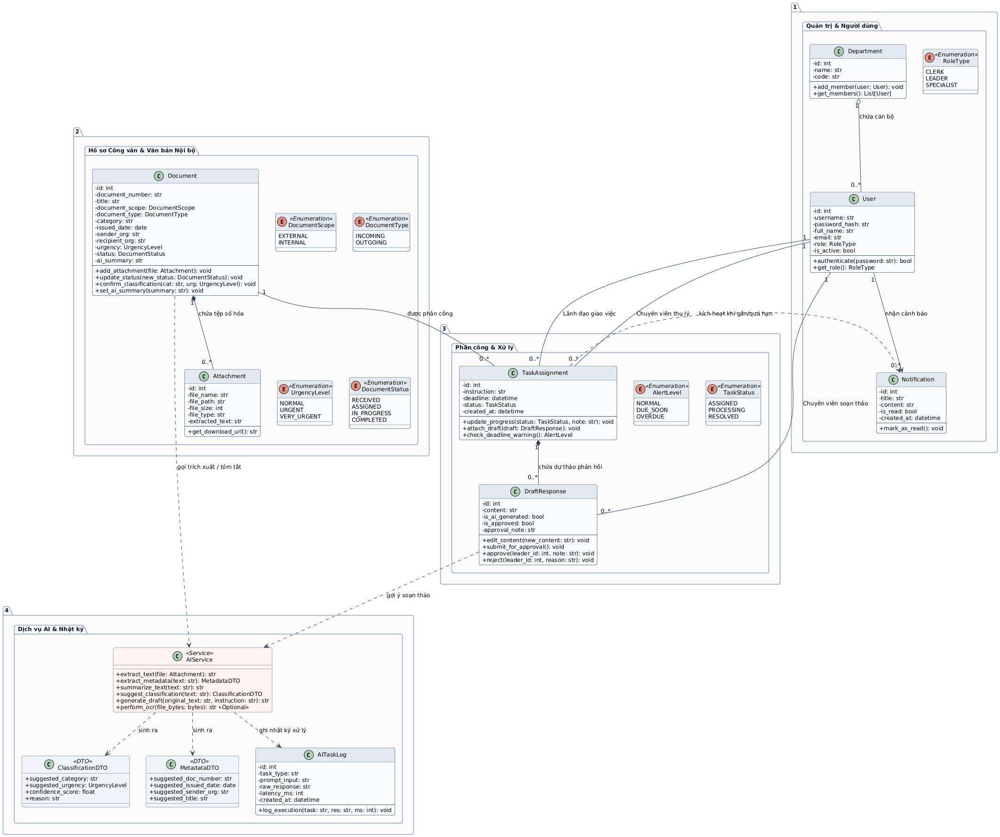 1
Quản trị & Người dùng
C Department
-id: int
-name: str
-code: str
+add_member(user: User): void
+get_members(): List[User]
E «Enumeration»
RoleType
CLERK
LEADER
SPECIALIST
1
chứa cán bộ
0..*
C User
-id: int
-username: str
-password_hash: str
-full_name: str
-email: str
-role: RoleType
-is_active: bool
+authenticate(password: str): bool
+get_role(): RoleType
1
1
1
1
2
Hồ sơ Công văn & Văn bản Nội bộ
C Document
-id: int
-document_number: str
-title: str
-document_scope: DocumentScope
-document_type: DocumentType
-category: str
-issued_date: date
-sender_org: str
-recipient_org: str
-urgency: UrgencyLevel
-status: DocumentStatus
-ai_summary: str
+add_attachment(file: Attachment): void
+update_status(new_status: DocumentStatus): void
+confirm_classification(cat: str, urg: UrgencyLevel): void
+set_ai_summary(summary: str): void
E «Enumeration»
DocumentScope
EXTERNAL
INTERNAL
E «Enumeration»
DocumentType
INCOMING
OUTGOING
1
1
chứa tệp số hóa
được phân công
Lãnh đạo giao việc
Chuyên viên thụ lý
kích hoạt khi gần/quá hạn
nhận cảnh báo
0..*
C Attachment
-id: int
-file_name: str
-file_path: str
-file_size: int
-file_type: str
-extracted_text: str
+get_download_url(): str
E «Enumeration»
UrgencyLevel
NORMAL
URGENT
VERY_URGENT
E «Enumeration»
DocumentStatus
RECEIVED
ASSIGNED
IN_PROGRESS
COMPLETED
3
Phân công & Xử lý
0..*
0..*
0..*
C TaskAssignment
-id: int
-instruction: str
-deadline: datetime
-status: TaskStatus
-created_at: datetime
+update_progress(status: TaskStatus, note: str): void
+attach_draft(draft: DraftResponse): void
+check_deadline_warning(): AlertLevel
E «Enumeration»
AlertLevel
NORMAL
DUE_SOON
OVERDUE
E «Enumeration»
TaskStatus
ASSIGNED
PROCESSING
RESOLVED
Chuyên viên soạn thảo
0..*
C Notification
-id: int
-title: str
-content: str
-is_read: bool
-created_at: datetime
+mark_as_read(): void
gọi trích xuất / tóm tắt
1
chứa dự thảo phản hồi
0..*
C DraftResponse
-id: int
-content: str
-is_ai_generated: bool
-is_approved: bool
-approval_note: str
+edit_content(new_content: str): void
+submit_for_approval(): void
+approve(leader_id: int, note: str): void
+reject(leader_id: int, reason: str): void
0..*
gợi ý soạn thảo
4
Dịch vụ AI & Nhật ký
C «Service»
AIService
+extract_text(file: Attachment): str
+extract_metadata(text: str): MetadataDTO
+summarize_text(text: str): str
+suggest_classification(text: str): ClassificationDTO
+generate_draft(original_text: str, instruction: str): str
+perform_ocr(file_bytes: bytes): str «Optional»
sinh ra
sinh ra
ghi nhật ký xử lý
C «DTO»
ClassificationDTO
+suggested_category: str
+suggested_urgency: UrgencyLevel
+confidence_score: float
+reason: str
C «DTO»
MetadataDTO
+suggested_doc_number: str
+suggested_issued_date: date
+suggested_sender_org: str
+suggested_title: str
C AITaskLog
-id: int
-task_type: str
-prompt_input: str
-raw_response: str
-latency_ms: int
-created_at: datetime
+log_execution(task: str, res: str, ms: int): void